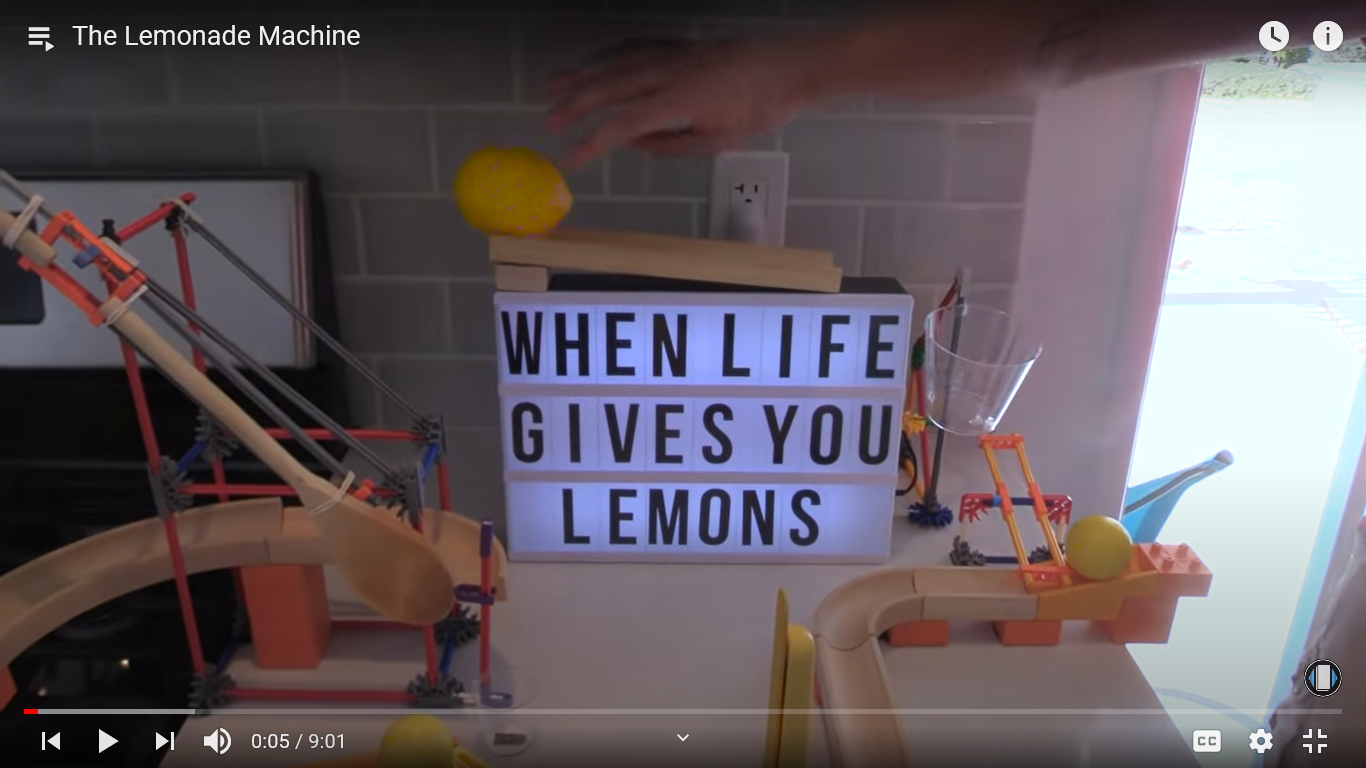 The Lemonade Machine
WHEN LIFE
GIVES YOU
LEMONS
0:05 / 9:01
CC